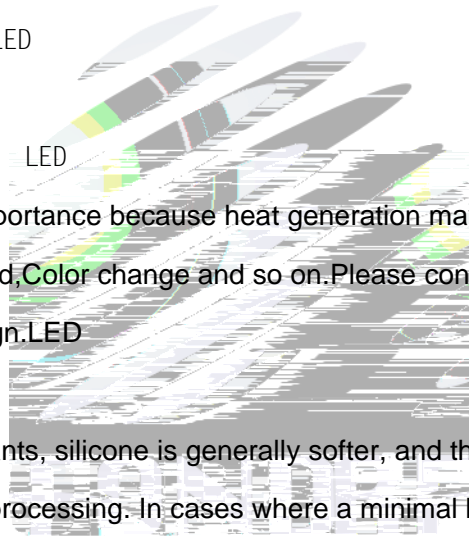 LED
LED
portance because heat generation ma
d,Color change and so on.Please con
gn.LED
nts, silicone is generally softer, and th
processing. In cases where a minimal